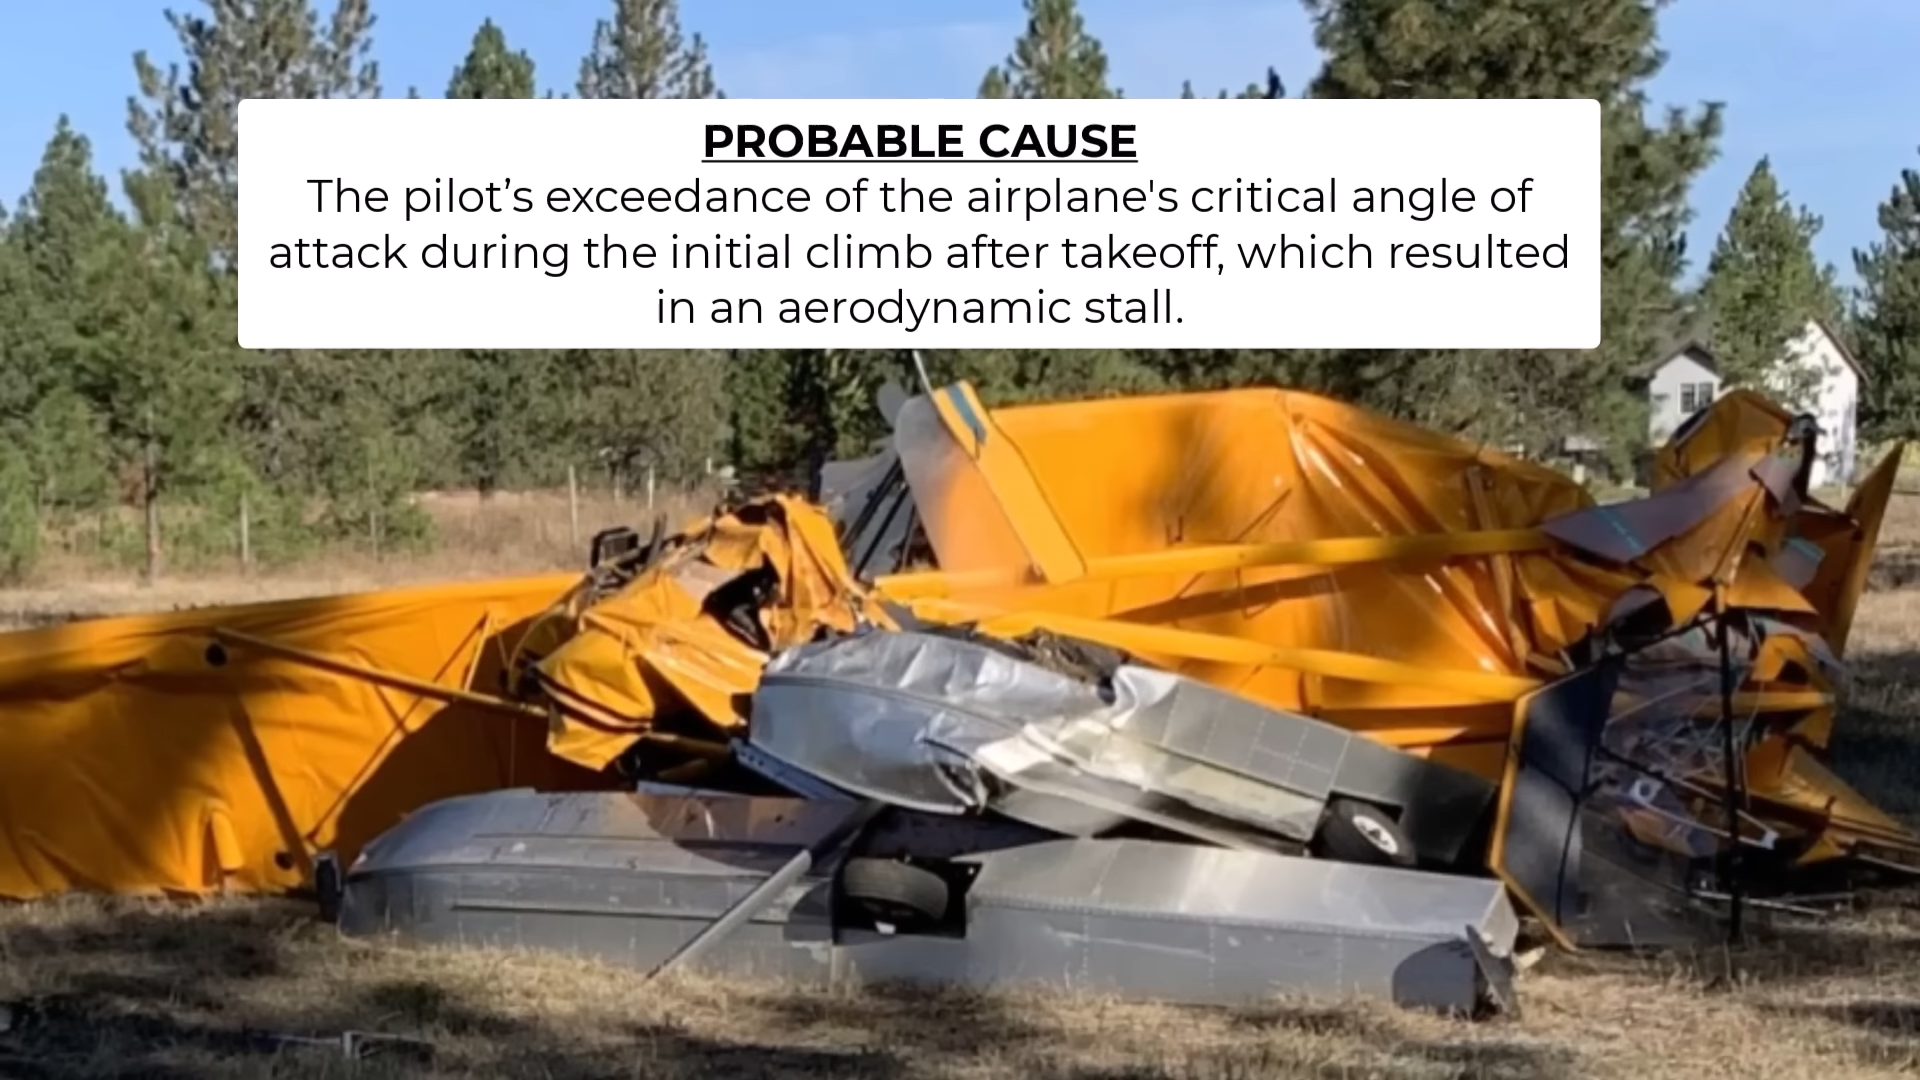 PROBABLE CAUSE
The pilot’s exceedance of the airplane's critical angle of
attack during the initial climb after takeoff, which resulted
in an aerodynamic stall.